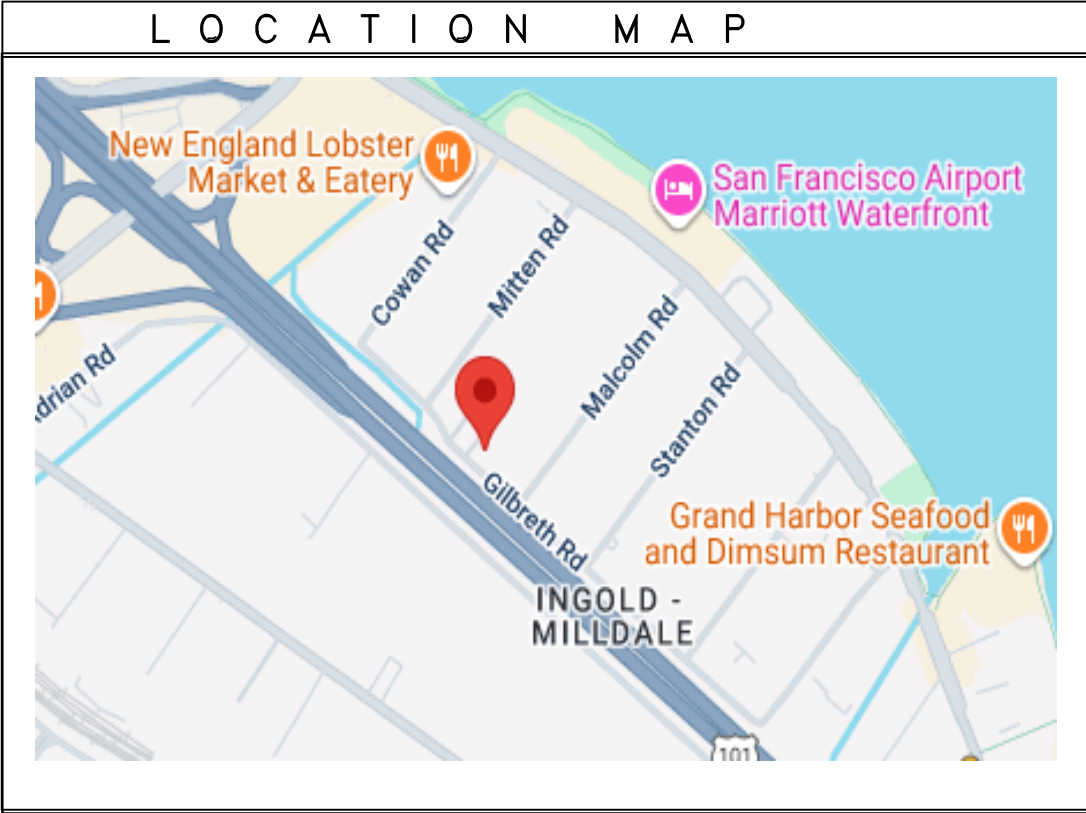 LOCATION MAP
New England Lobster
Market & Eatery
San Francisco Airport
Marriott Waterfront
Cowan Rd
Mitten Rd
Malcolm Rd
Stanton Rd
drian Rd
Gilbreth Rd
Grand Harbor Seafood
and Dimsum Restaurant
INGOLD -
MILLDALE
101